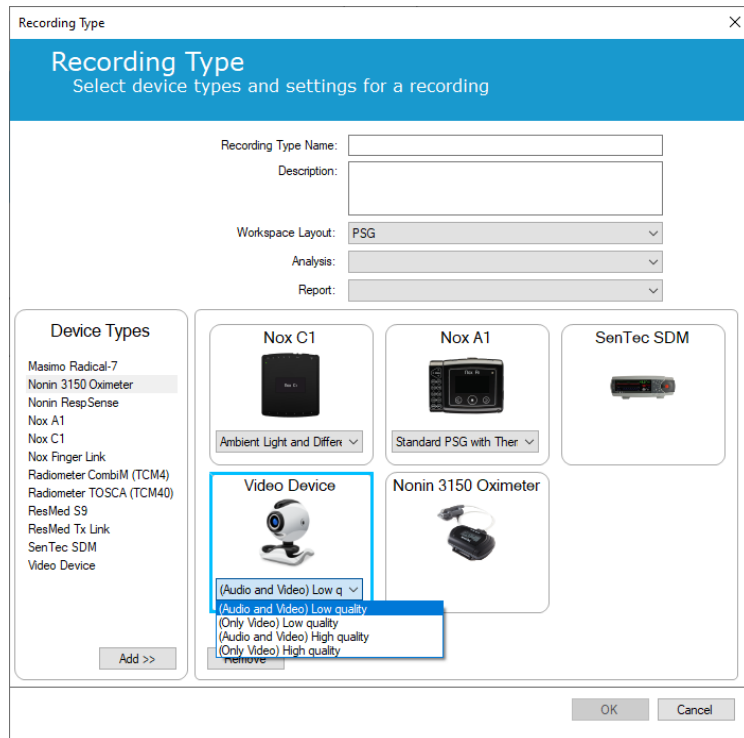 Recording Type
Recording Type
Select device types and settings for a recording
Recording Type Name:
Description:
Workspace Layout: PSG
Analysis:
Report:
Device Types
Masimo Radical-7
Nonin 3150 Oximeter
Nonin RespSense
Nox A1
Nox C1
Nox Finger Link
Radiometer CombiM (TCM4)
Radiometer TOSCA (TCM40)
ResMed S9
ResMed Tx Link
SenTec SDM
Video Device
Add >>
Nox C1
Nox C1
Ambient Light and Differe
Nox A1
Nox A1
Standard PSG with Ther
SenTec SDM
Video Device
(Audio and Video) Low q
(Audio and Video) Low quality
(Only Video) Low quality
(Audio and Video) High quality
(Only Video) High quality
Nonin 3150 Oximeter
Remove
OK
Cancel